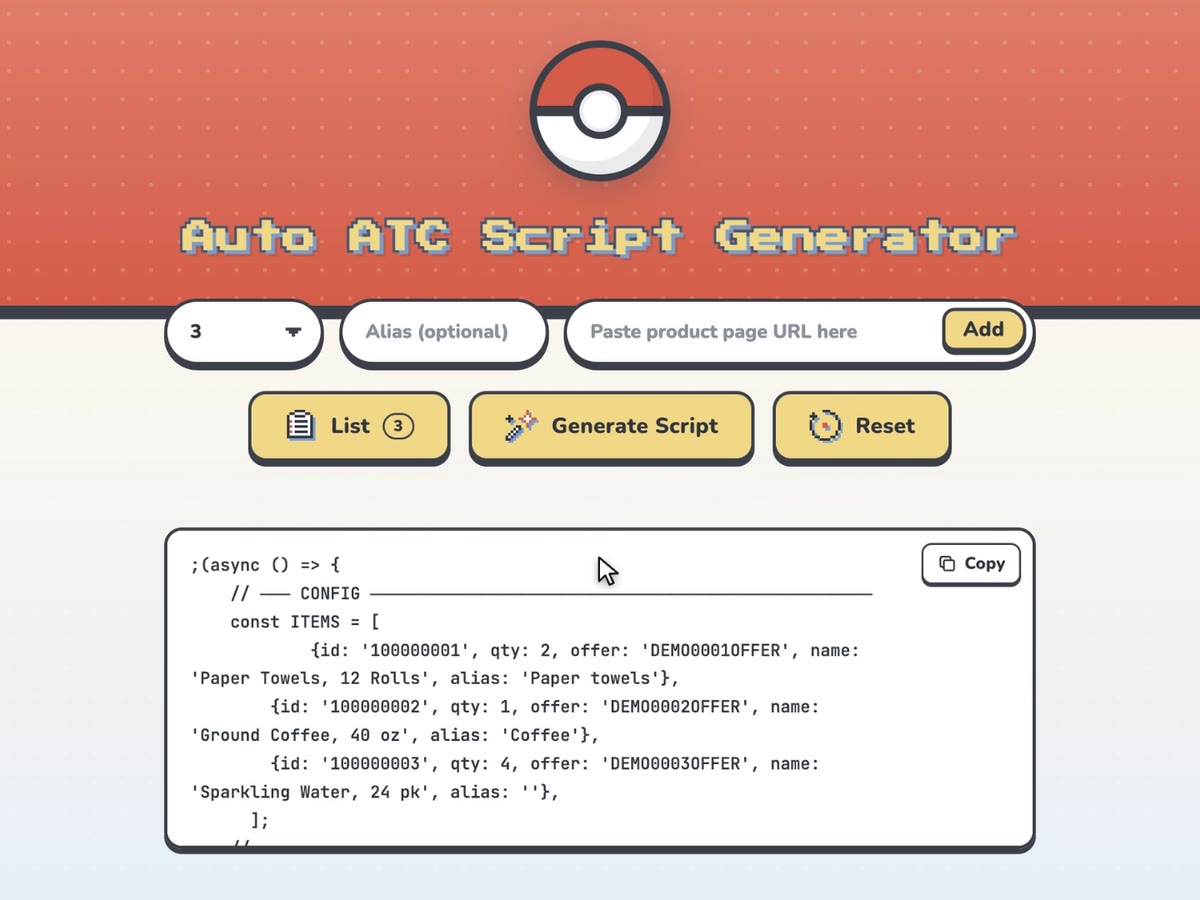 Auto ATC Script Generator
3
Alias (optional)
Paste product page URL here
Add
List 3
Generate Script
Reset
Copy
;(async () => {
// ─── CONFIG ──────────────────────────────────────────────────
const ITEMS = [
{id: '100000001', qty: 2, offer: 'DEMO0001OFFER', name:
'Paper Towels, 12 Rolls', alias: 'Paper towels'},
{id: '100000002', qty: 1, offer: 'DEMO0002OFFER', name:
'Ground Coffee, 40 oz', alias: 'Coffee'},
{id: '100000003', qty: 4, offer: 'DEMO0003OFFER', name:
'Sparkling Water, 24 pk', alias: ''},
];
//